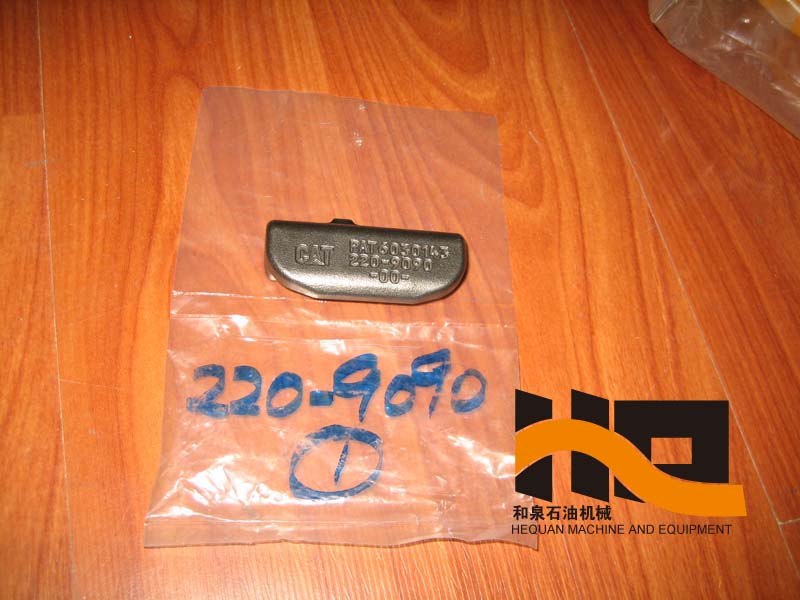 CAT PAT 6030143
220-9090
-00-
220-9090
1
HQ
和泉石油机械
HEQUAN MACHINE AND EQUIPMENT